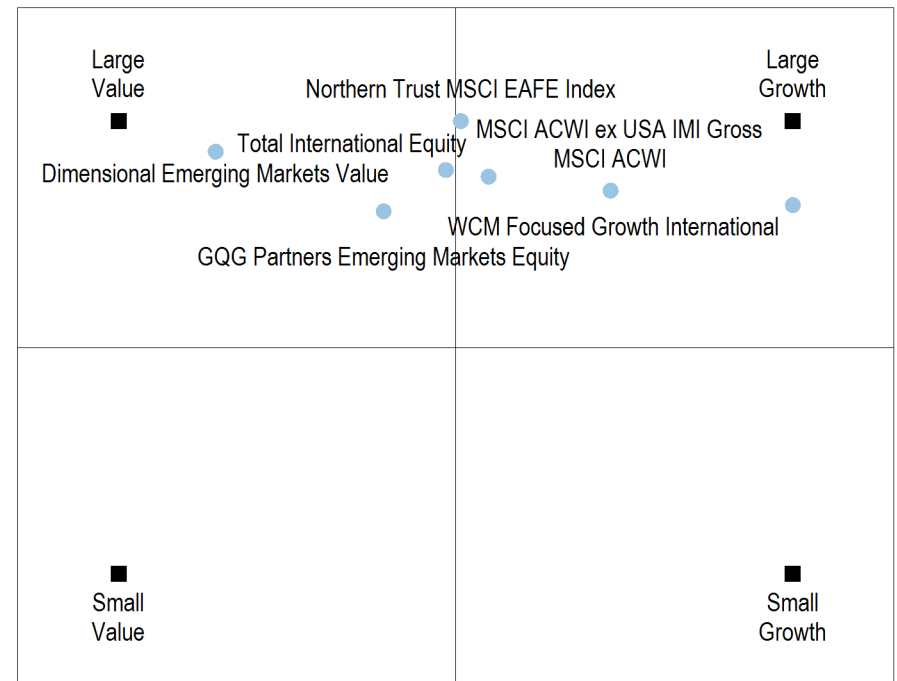 Large
Value
Large
Growth
Northern Trust MSCI EAFE Index
MSCI ACWI ex USA IMI Gross
Total International Equity
MSCI ACWI
Dimensional Emerging Markets Value
WCM Focused Growth International
GQG Partners Emerging Markets Equity
Small
Value
Small
Growth